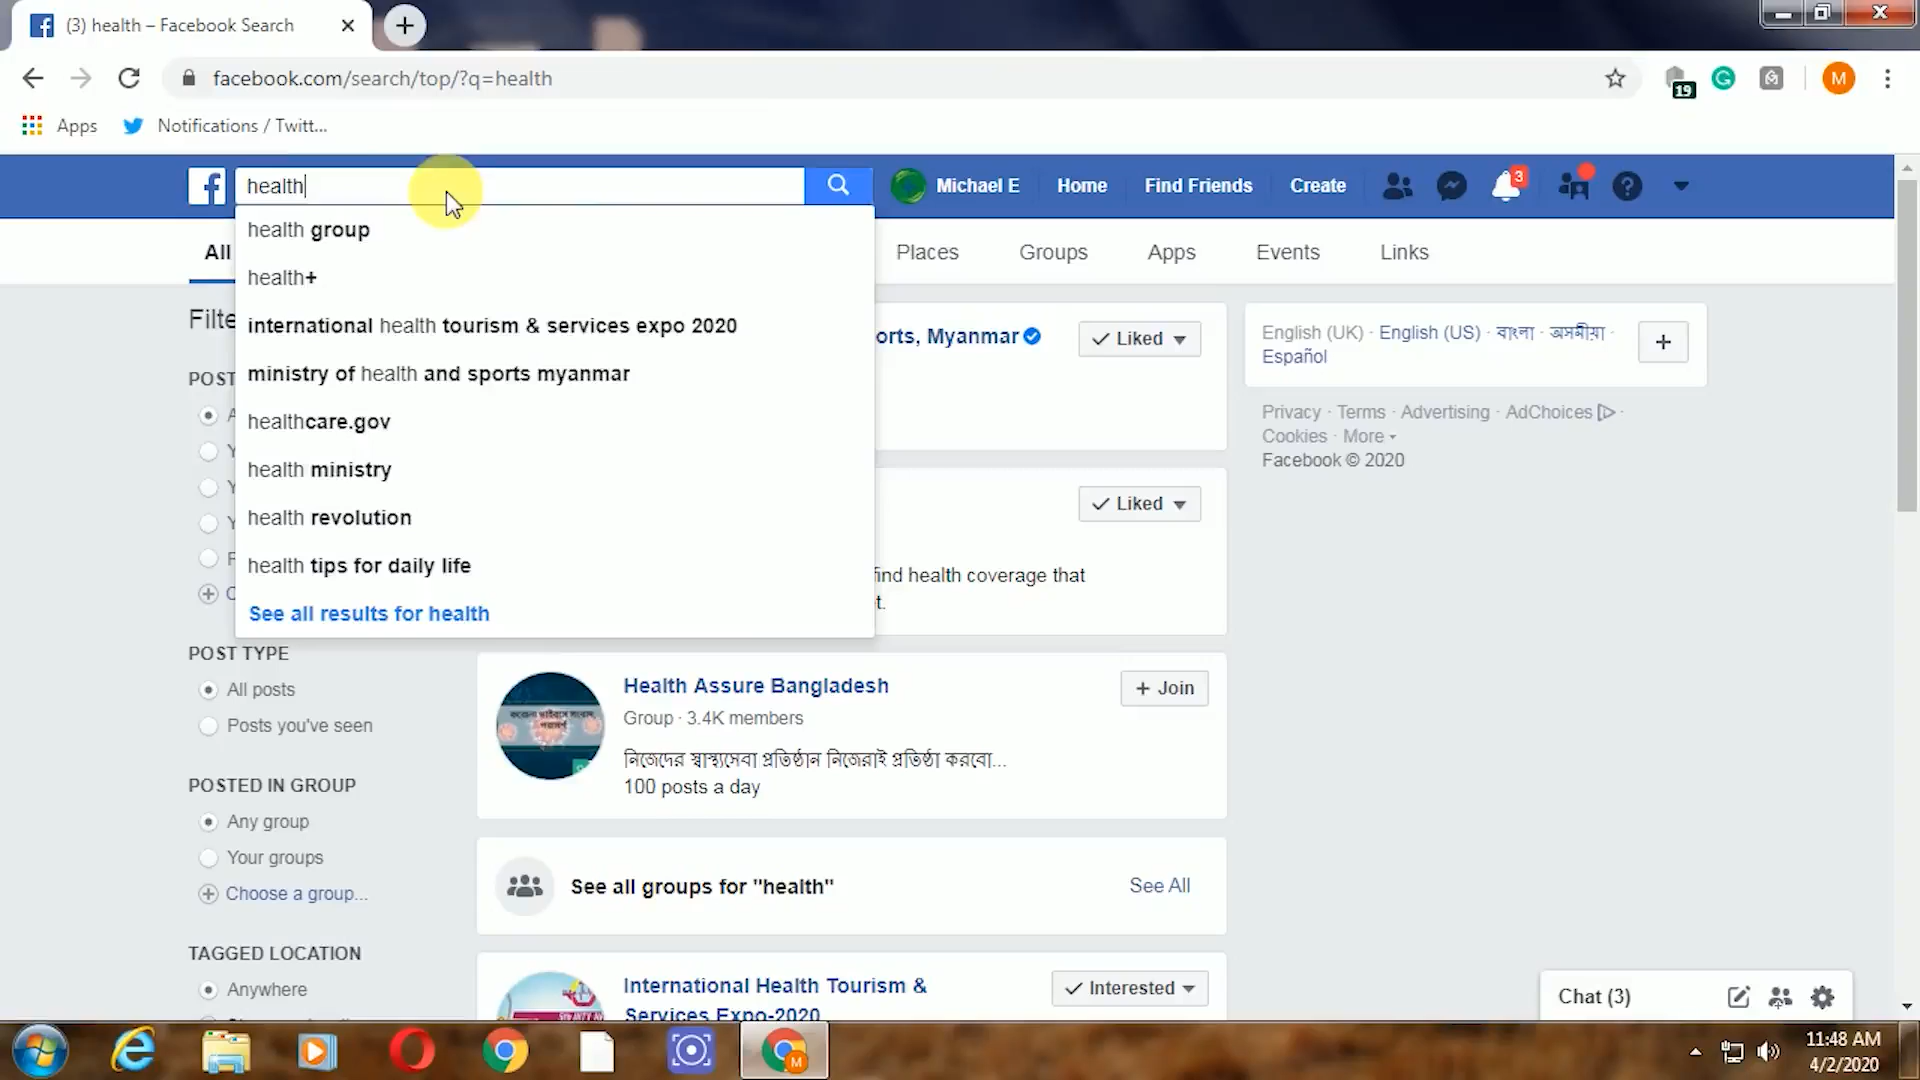 (3) health – Facebook Search
facebook.com/search/top/?q=health
19
M
Apps
Notifications / Twitt...
health
Michael E
Home
Find Friends
Create
3
All
Places
Groups
Apps
Events
Links
health group
health+
international health tourism & services expo 2020
ministry of health and sports myanmar
healthcare.gov
health ministry
health revolution
health tips for daily life
See all results for health
Filte
POST
A
Y
Y
Y
F
C
orts, Myanmar
Liked
Liked
find health coverage that
t.
English (UK) · English (US) · বাংলা · অসমীয়া ·
Español
Privacy · Terms · Advertising · AdChoices ·
Cookies · More
Facebook © 2020
POST TYPE
All posts
Posts you've seen
POSTED IN GROUP
Any group
Your groups
Choose a group...
TAGGED LOCATION
Anywhere
Health Assure Bangladesh
Group · 3.4K members
নিজেদের স্বাস্থ্যসেবা প্রতিষ্ঠান নিজেরাই প্রতিষ্ঠা করবো...
100 posts a day
+ Join
See all groups for "health"
See All
International Health Tourism &
Services Expo-2020
Interested
Chat (3)
M
11:48 AM
4/2/2020